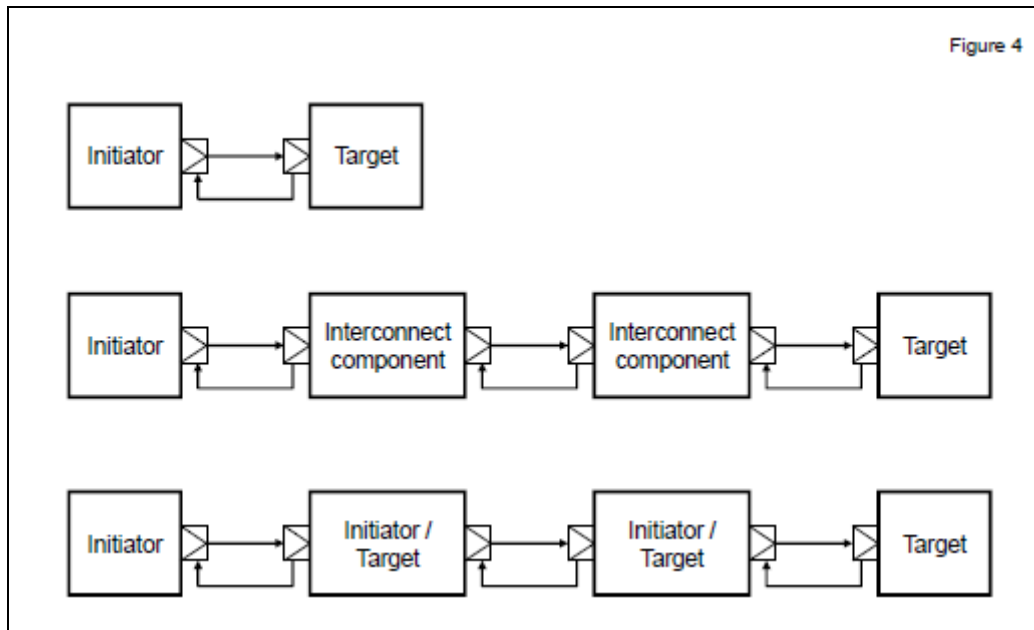 Figure 4
Initiator
Target
Initiator
Interconnect
component
Interconnect
component
Target
Initiator
Initiator /
Target
Initiator /
Target
Target